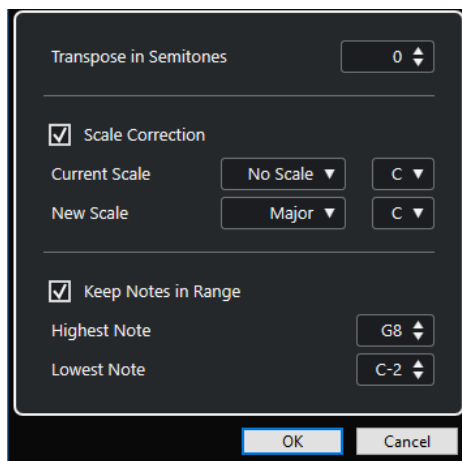 Transpose in Semitones 0
Scale Correction
Current Scale No Scale C
New Scale Major C
Keep Notes in Range
Highest Note G8
Lowest Note C-2
OK Cancel